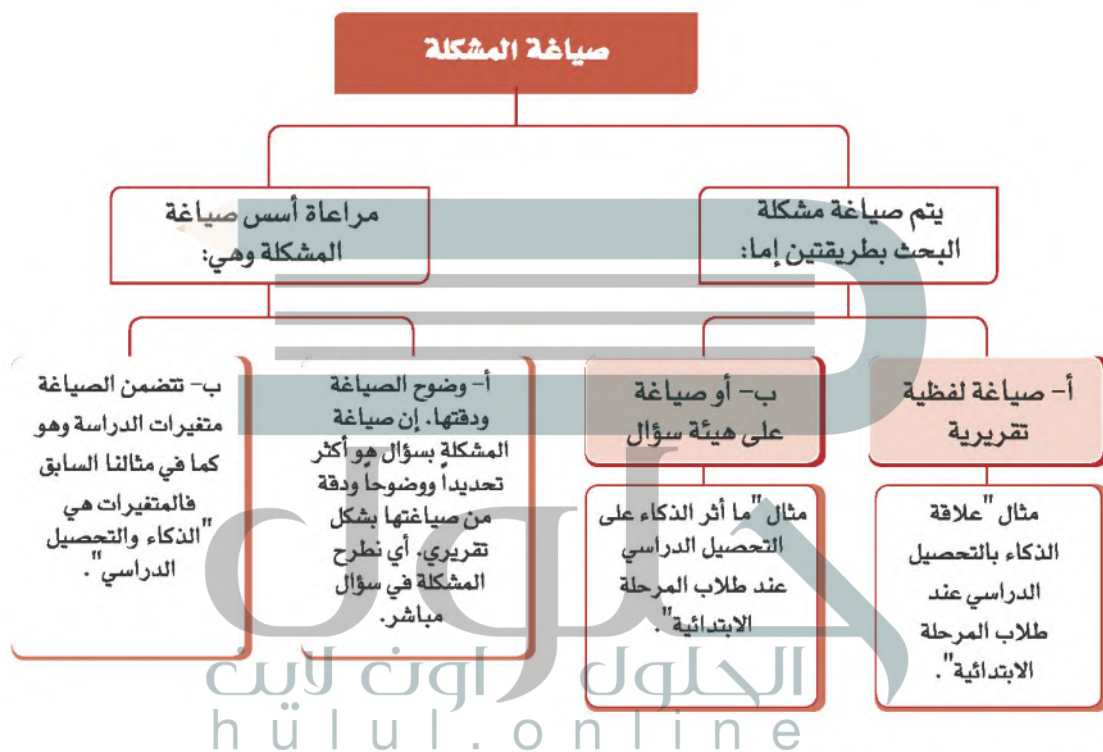 صياغة المشكلة
يتم صياغة مشكلة
البحث بطريقتين إما:
مراعاة أسس صياغة
المشكلة وهي:
أ- صياغة لفظية
تقريرية
ب- أو صياغة
على هيئة سؤال
أ- وضوح الصياغة
ودقتها. إن صياغة
المشكلة بسؤال هو أكثر
تحديداً ووضوحاً ودقة
من صياغتها بشكل
تقريري. أي نطرح
المشكلة في سؤال
مباشر.
ب- تتضمن الصياغة
متغيرات الدراسة وهو
كما في مثالنا السابق
فالمتغيرات هي
"الذكاء والتحصيل
الدراسي".
مثال "علاقة
الذكاء بالتحصيل
الدراسي عند
طلاب المرحلة
الابتدائية".
مثال "ما أثر الذكاء على
التحصيل الدراسي
عند طلاب المرحلة
الابتدائية".
حلول
الحلول اون لاين
hülul.online